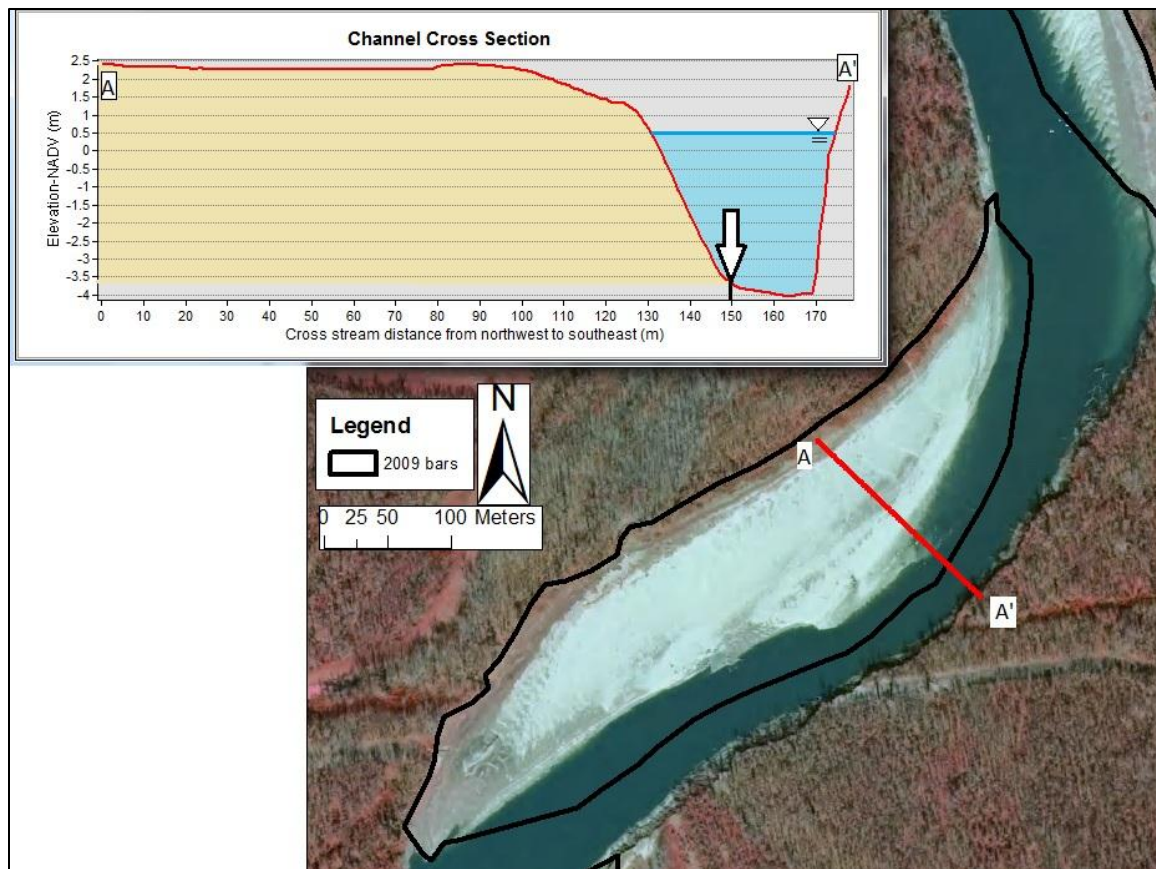 Channel Cross Section
Elevation-NADV (m)
2.5
2
1.5
1
0.5
0
-0.5
-1
-1.5
-2
-2.5
-3
-3.5
-4
A
A'
0 10 20 30 40 50 60 70 80 90 100 110 120 130 140 150 160 170
Cross stream distance from northwest to southeast (m)
Legend
2009 bars
N
0 25 50 100 Meters
A
A'